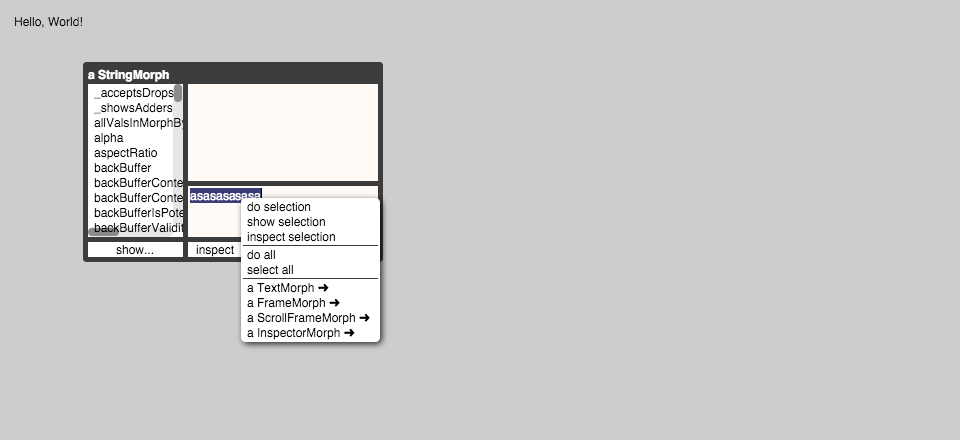 Hello, World!
a StringMorph
_acceptsDrops
_showsAdders
allValsInMorphBy
alpha
aspectRatio
backBuffer
backBufferConte
backBufferConte
backBufferIsPote
backBufferValidit
asasasasasa
do selection
show selection
inspect selection
do all
select all
a TextMorph ➜
a FrameMorph ➜
a ScrollFrameMorph ➜
a InspectorMorph ➜
show...
inspect